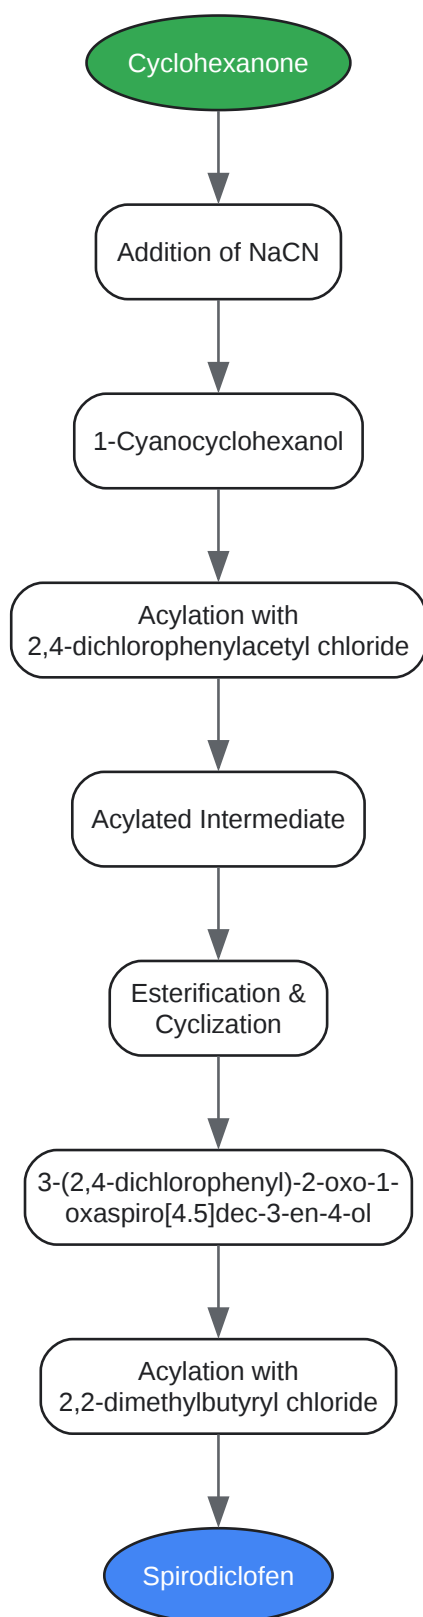 Cyclohexanone
Addition of NaCN
1-Cyanocyclohexanol
Acylation with
2,4-dichlorophenylacetyl chloride
Acylated Intermediate
Esterification &
Cyclization
3-(2,4-dichlorophenyl)-2-oxo-1-
oxaspiro[4.5]dec-3-en-4-ol
Acylation with
2,2-dimethylbutyryl chloride
Spirodiclofen